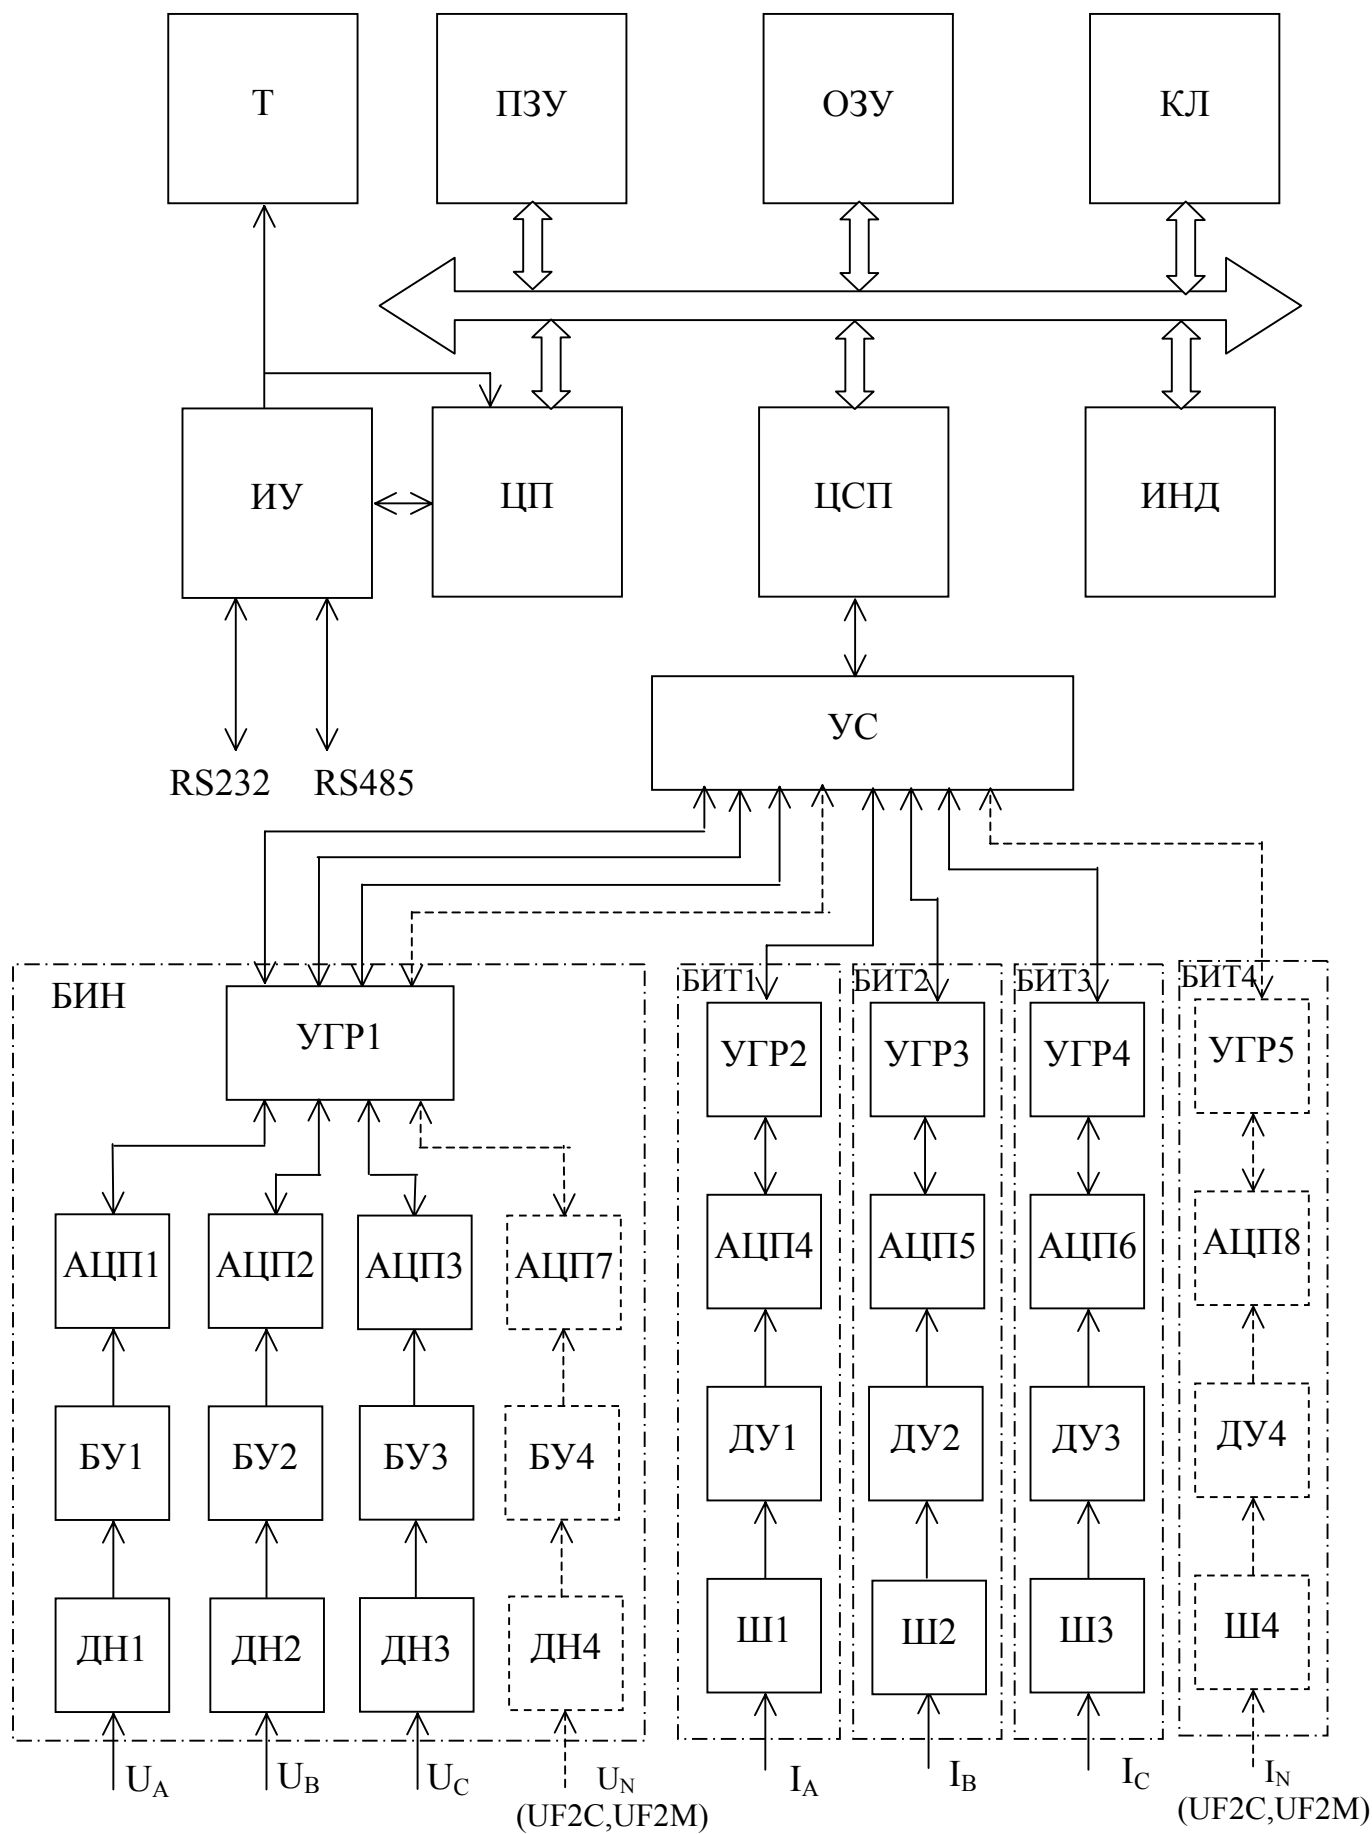 Т
ПЗУ
ОЗУ
КЛ
ИУ
ЦП
ЦСП
ИНД
УС
RS232
RS485
БИН
УГР1
БИТ1
БИТ2
БИТ3
БИТ4
УГР2
УГР3
УГР4
УГР5
АЦП1
АЦП2
АЦП3
АЦП7
АЦП4
АЦП5
АЦП6
АЦП8
БУ1
БУ2
БУ3
БУ4
ДУ1
ДУ2
ДУ3
ДУ4
ДН1
ДН2
ДН3
ДН4
Ш1
Ш2
Ш3
Ш4
UA
UB
UC
UN
(UF2C,UF2M)
IA
IB
IC
IN
(UF2C,UF2M)